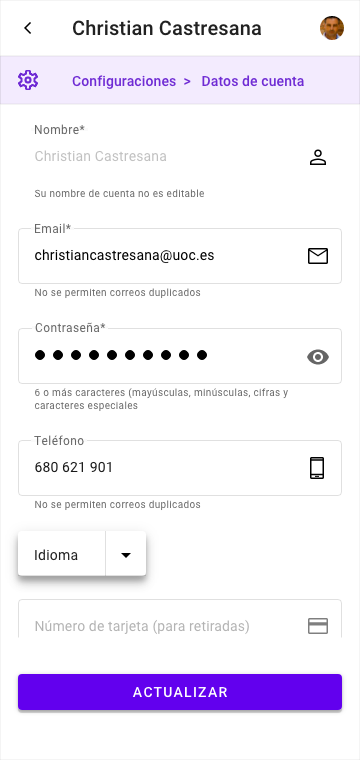 Christian Castresana
Configuraciones > Datos de cuenta
Nombre*
Christian Castresana
Su nombre de cuenta no es editable
Email*
christiancastresana@uoc.es
No se permiten correos duplicados
Contraseña*
6 o más caracteres (mayúsculas, minúsculas, cifras y
caracteres especiales
Teléfono
680 621 901
No se permiten correos duplicados
Idioma
Número de tarjeta (para retiradas)
ACTUALIZAR